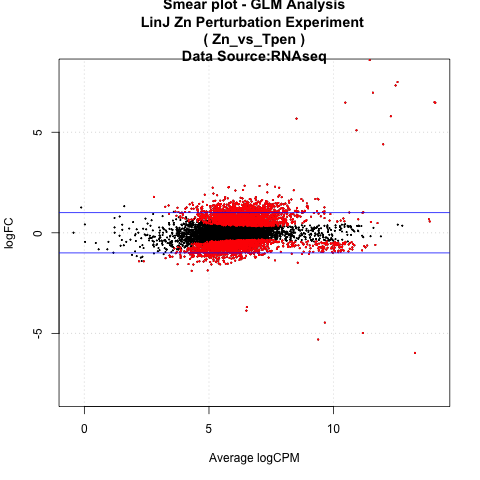 Smear plot - GLM Analysis
LinJ Zn Perturbation Experiment
( Zn_vs_Tpen )
Data Source:RNAseq
logFC
5
0
-5
0
5
10
Average logCPM